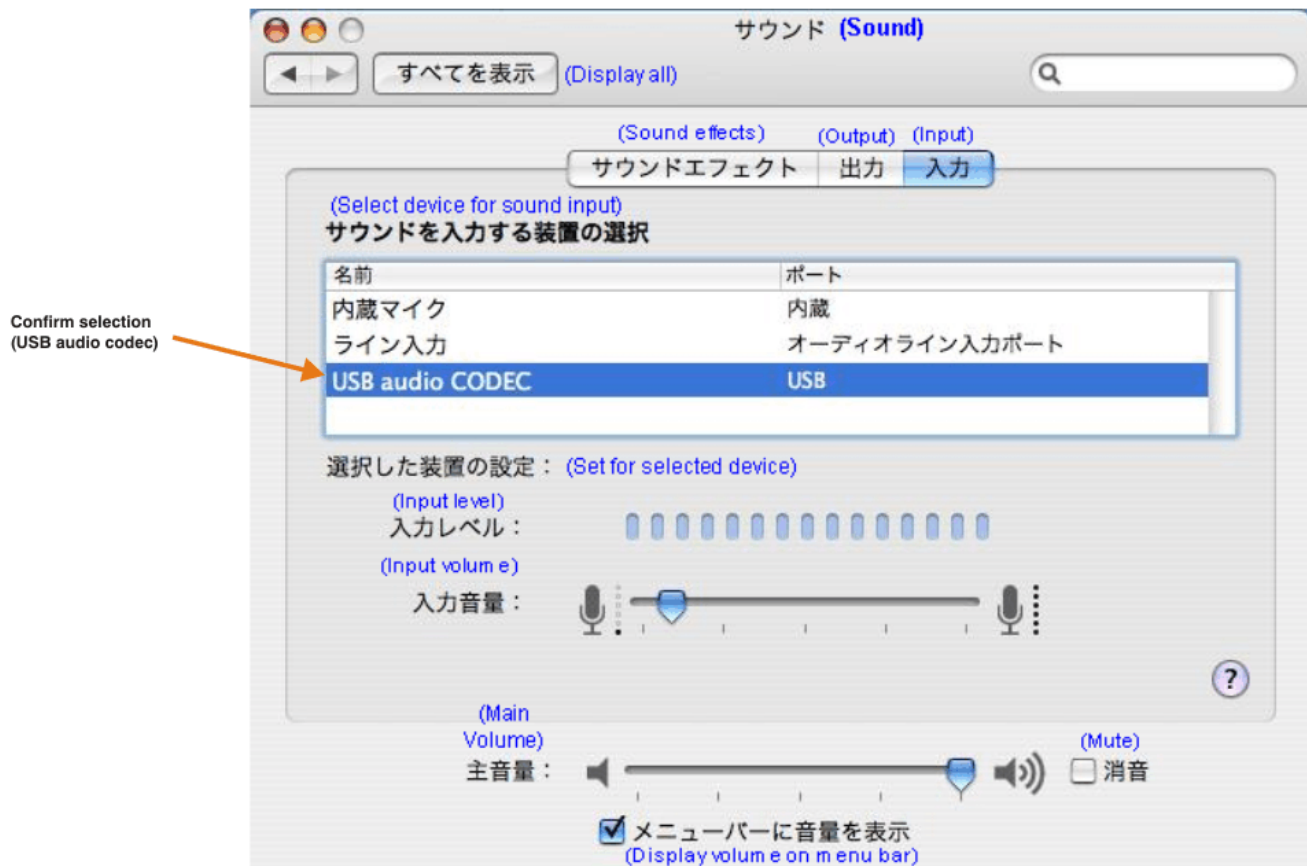 サウンド (Sound)
すべてを表示 (Display all)
(Sound effects) (Output) (Input)
サウンドエフェクト 出力 入力
(Select device for sound input)
サウンドを入力する装置の選択
名前 ポート
内蔵マイク 内蔵
ライン入力 オーディオライン入力ポート
Confirm selection
(USB audio codec)
USB audio CODEC USB
選択した装置の設定： (Set for selected device)
(Input level)
入力レベル：
(Input volume)
入力音量：
?
(Main
Volume)
主音量：
(Mute)
消音
メニューバーに音量を表示
(Display volume on menu bar)